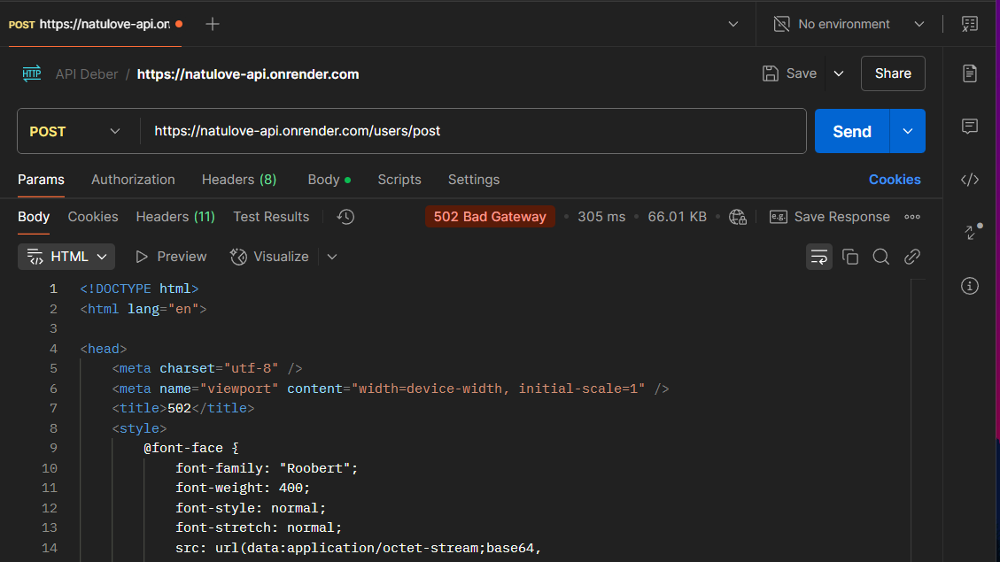 POST https://natulove-api.on
No environment
HTTP API Deber / https://natulove-api.onrender.com
Save
Share
POST
https://natulove-api.onrender.com/users/post
Send
Params Authorization Headers (8) Body Scripts Settings Cookies
Body Cookies Headers (11) Test Results 502 Bad Gateway • 305 ms • 66.01 KB • e.g. Save Response
HTML Preview Visualize
1 <!DOCTYPE html>
2 <html lang="en">
3
4 <head>
5 <meta charset="utf-8" />
6 <meta name="viewport" content="width=device-width, initial-scale=1" />
7 <title>502</title>
8 <style>
9 @font-face {
10 font-family: "Roobert";
11 font-weight: 400;
12 font-style: normal;
13 font-stretch: normal;
14 src: url(data:application/octet-stream;base64,